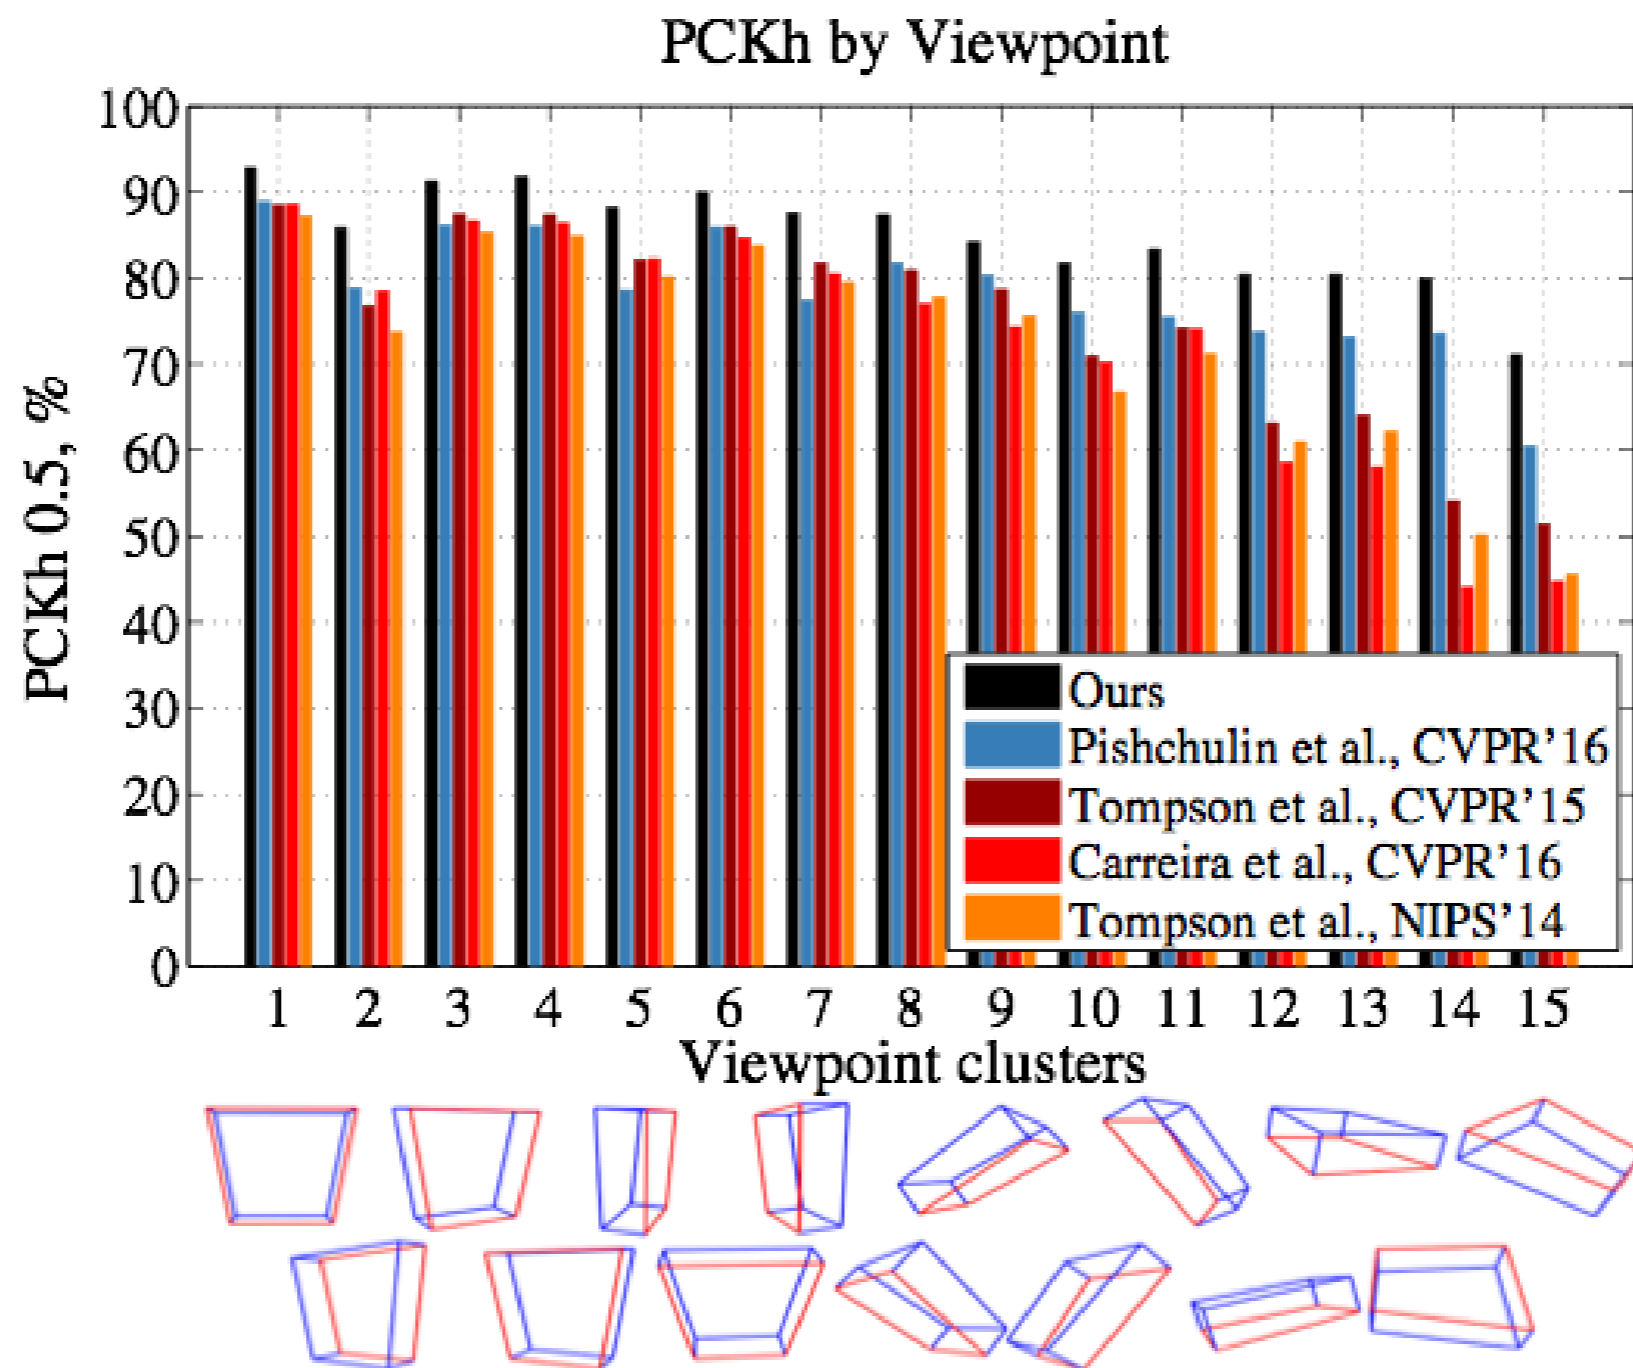 PCKh by Viewpoint
100
90
80
70
60
50
40
30
20
10
0
PCKh 0.5, %
Ours
Pishchulin et al., CVPR'16
Tompson et al., CVPR'15
Carreira et al., CVPR'16
Tompson et al., NIPS'14
1 2 3 4 5 6 7 8 9 10 11 12 13 14 15
Viewpoint clusters